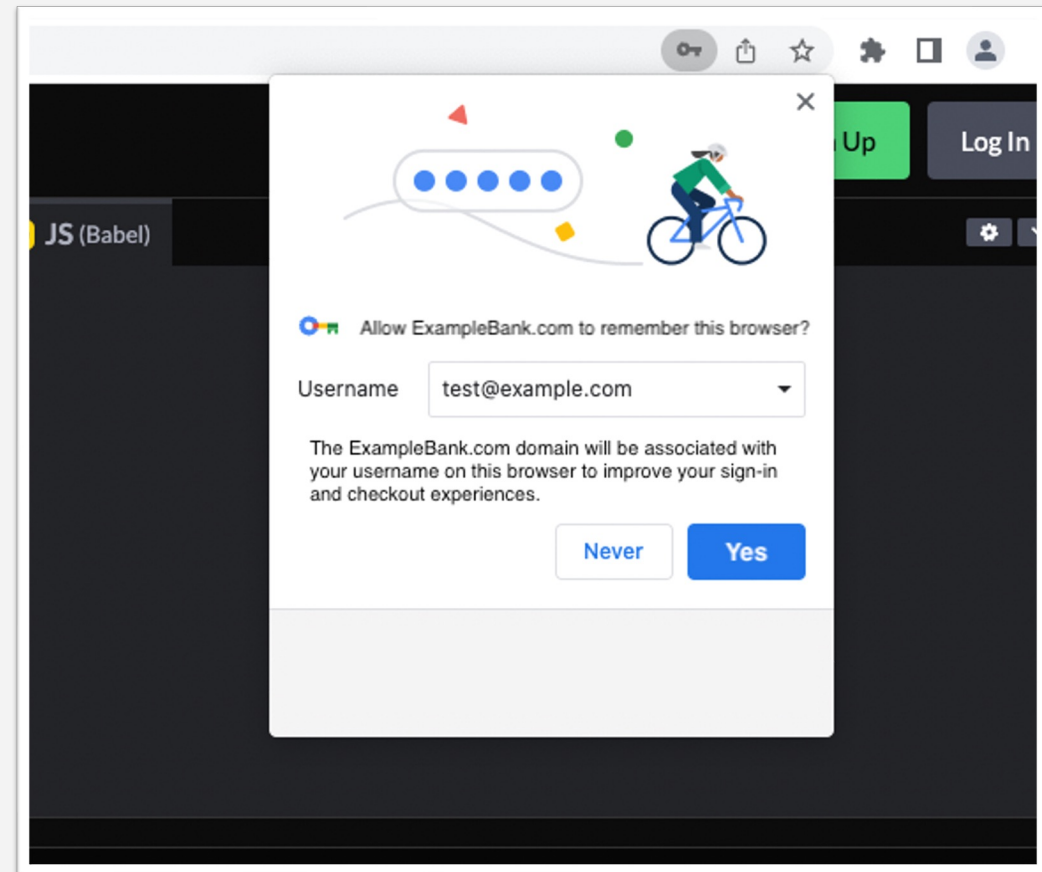 Up
Log In
JS (Babel)
Allow ExampleBank.com to remember this browser?
Username
test@example.com
The ExampleBank.com domain will be associated with
your username on this browser to improve your sign-in
and checkout experiences.
Never
Yes